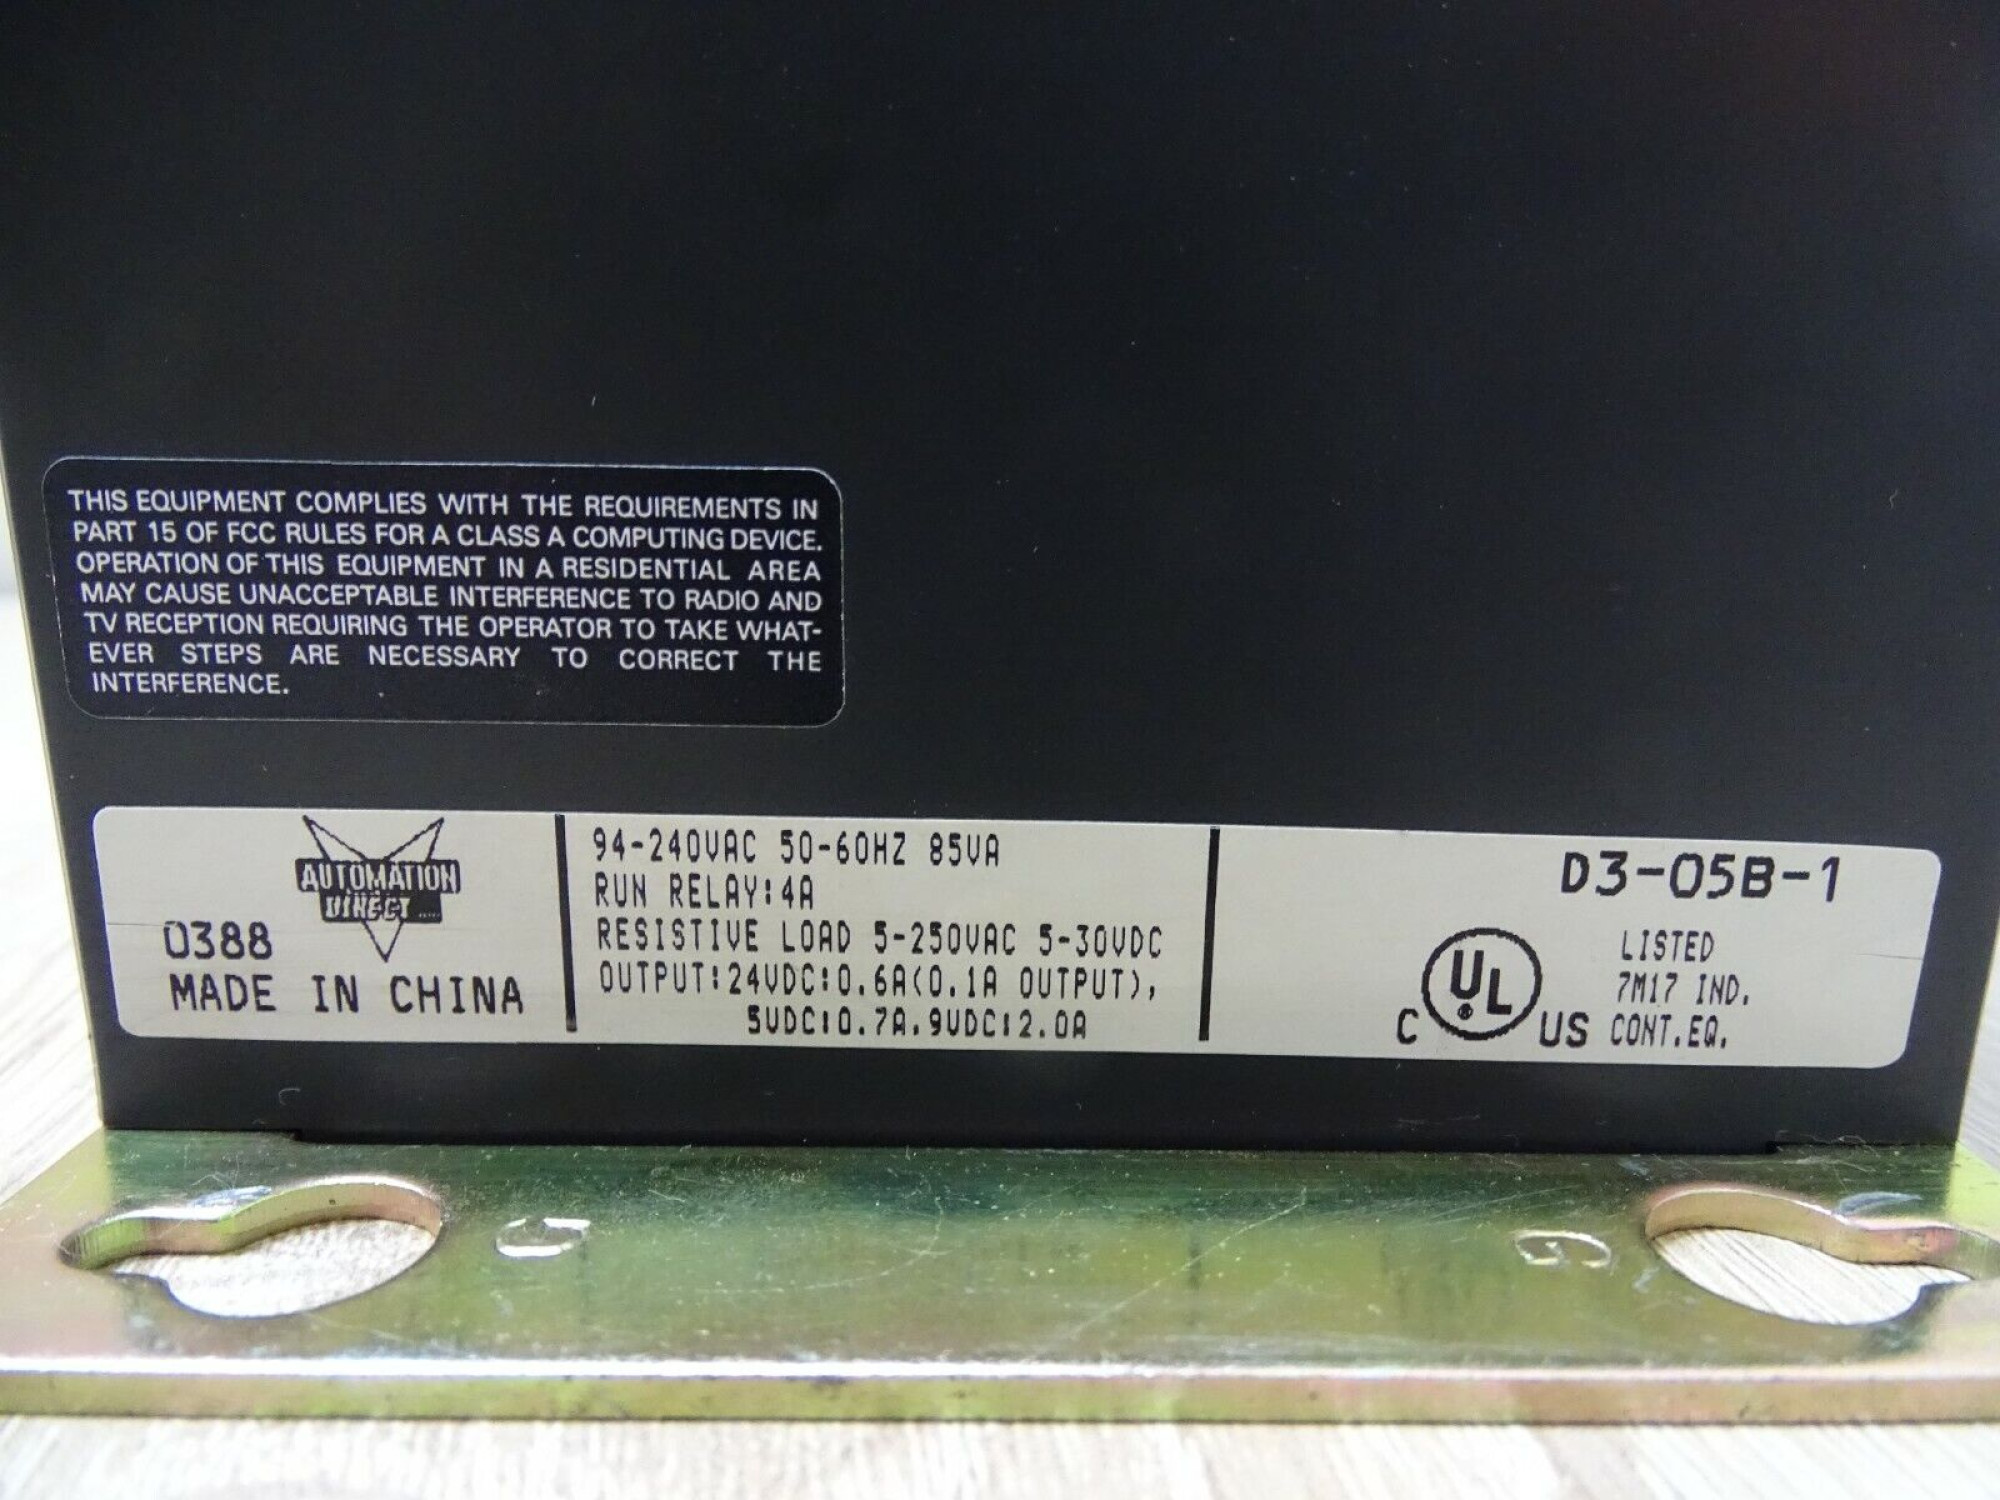 THIS EQUIPMENT COMPLIES WITH THE REQUIREMENTS IN
PART 15 OF FCC RULES FOR A CLASS A COMPUTING DEVICE.
OPERATION OF THIS EQUIPMENT IN A RESIDENTIAL AREA
MAY CAUSE UNACCEPTABLE INTERFERENCE TO RADIO AND
TV RECEPTION REQUIRING THE OPERATOR TO TAKE WHAT-
EVER STEPS ARE NECESSARY TO CORRECT THE
INTERFERENCE.
AUTOMATION
DIRECT
0388
MADE IN CHINA
94-240VAC 50-60HZ 85VA
RUN RELAY:4A
RESISTIVE LOAD 5-250VAC 5-30VDC
OUTPUT:24VDC:0.6A(0.1A OUTPUT),
5VDC:0.7A,9VDC:2.0A
D3-05B-1
C UL® US
LISTED
7M17 IND.
CONT.EQ.